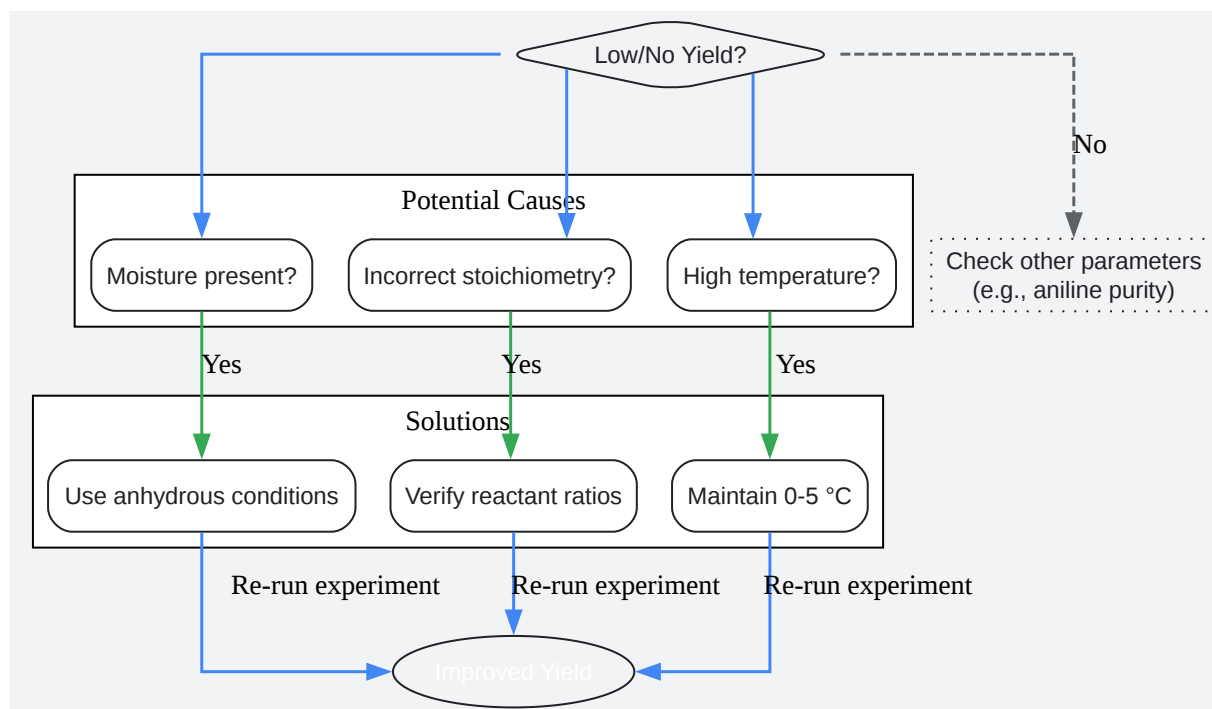 Low/No Yield?
No
Potential Causes
Moisture present?
Incorrect stoichiometry?
High temperature?
Check other parameters
(e.g., aniline purity)
Yes
Yes
Yes
Solutions
Use anhydrous conditions
Verify reactant ratios
Maintain 0-5 °C
Re-run experiment
Re-run experiment
Re-run experiment
Improved Yield